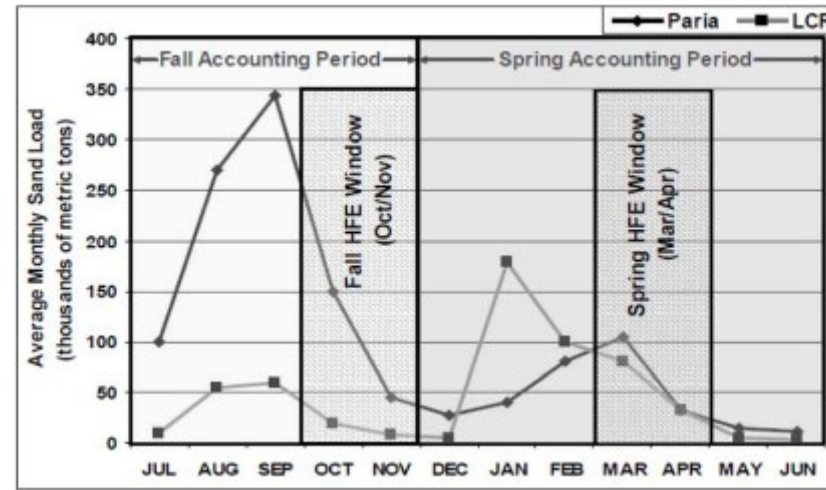 Paria LCR
Fall Accounting Period Spring Accounting Period
Average Monthly Sand Load
(thousands of metric tons)
400
350
300
250
200
150
100
50
0
Fall HFE Window
(Oct/Nov)
Spring HFE Window
(Mar/Apr)
JUL AUG SEP OCT NOV DEC JAN FEB MAR APR MAY JUN